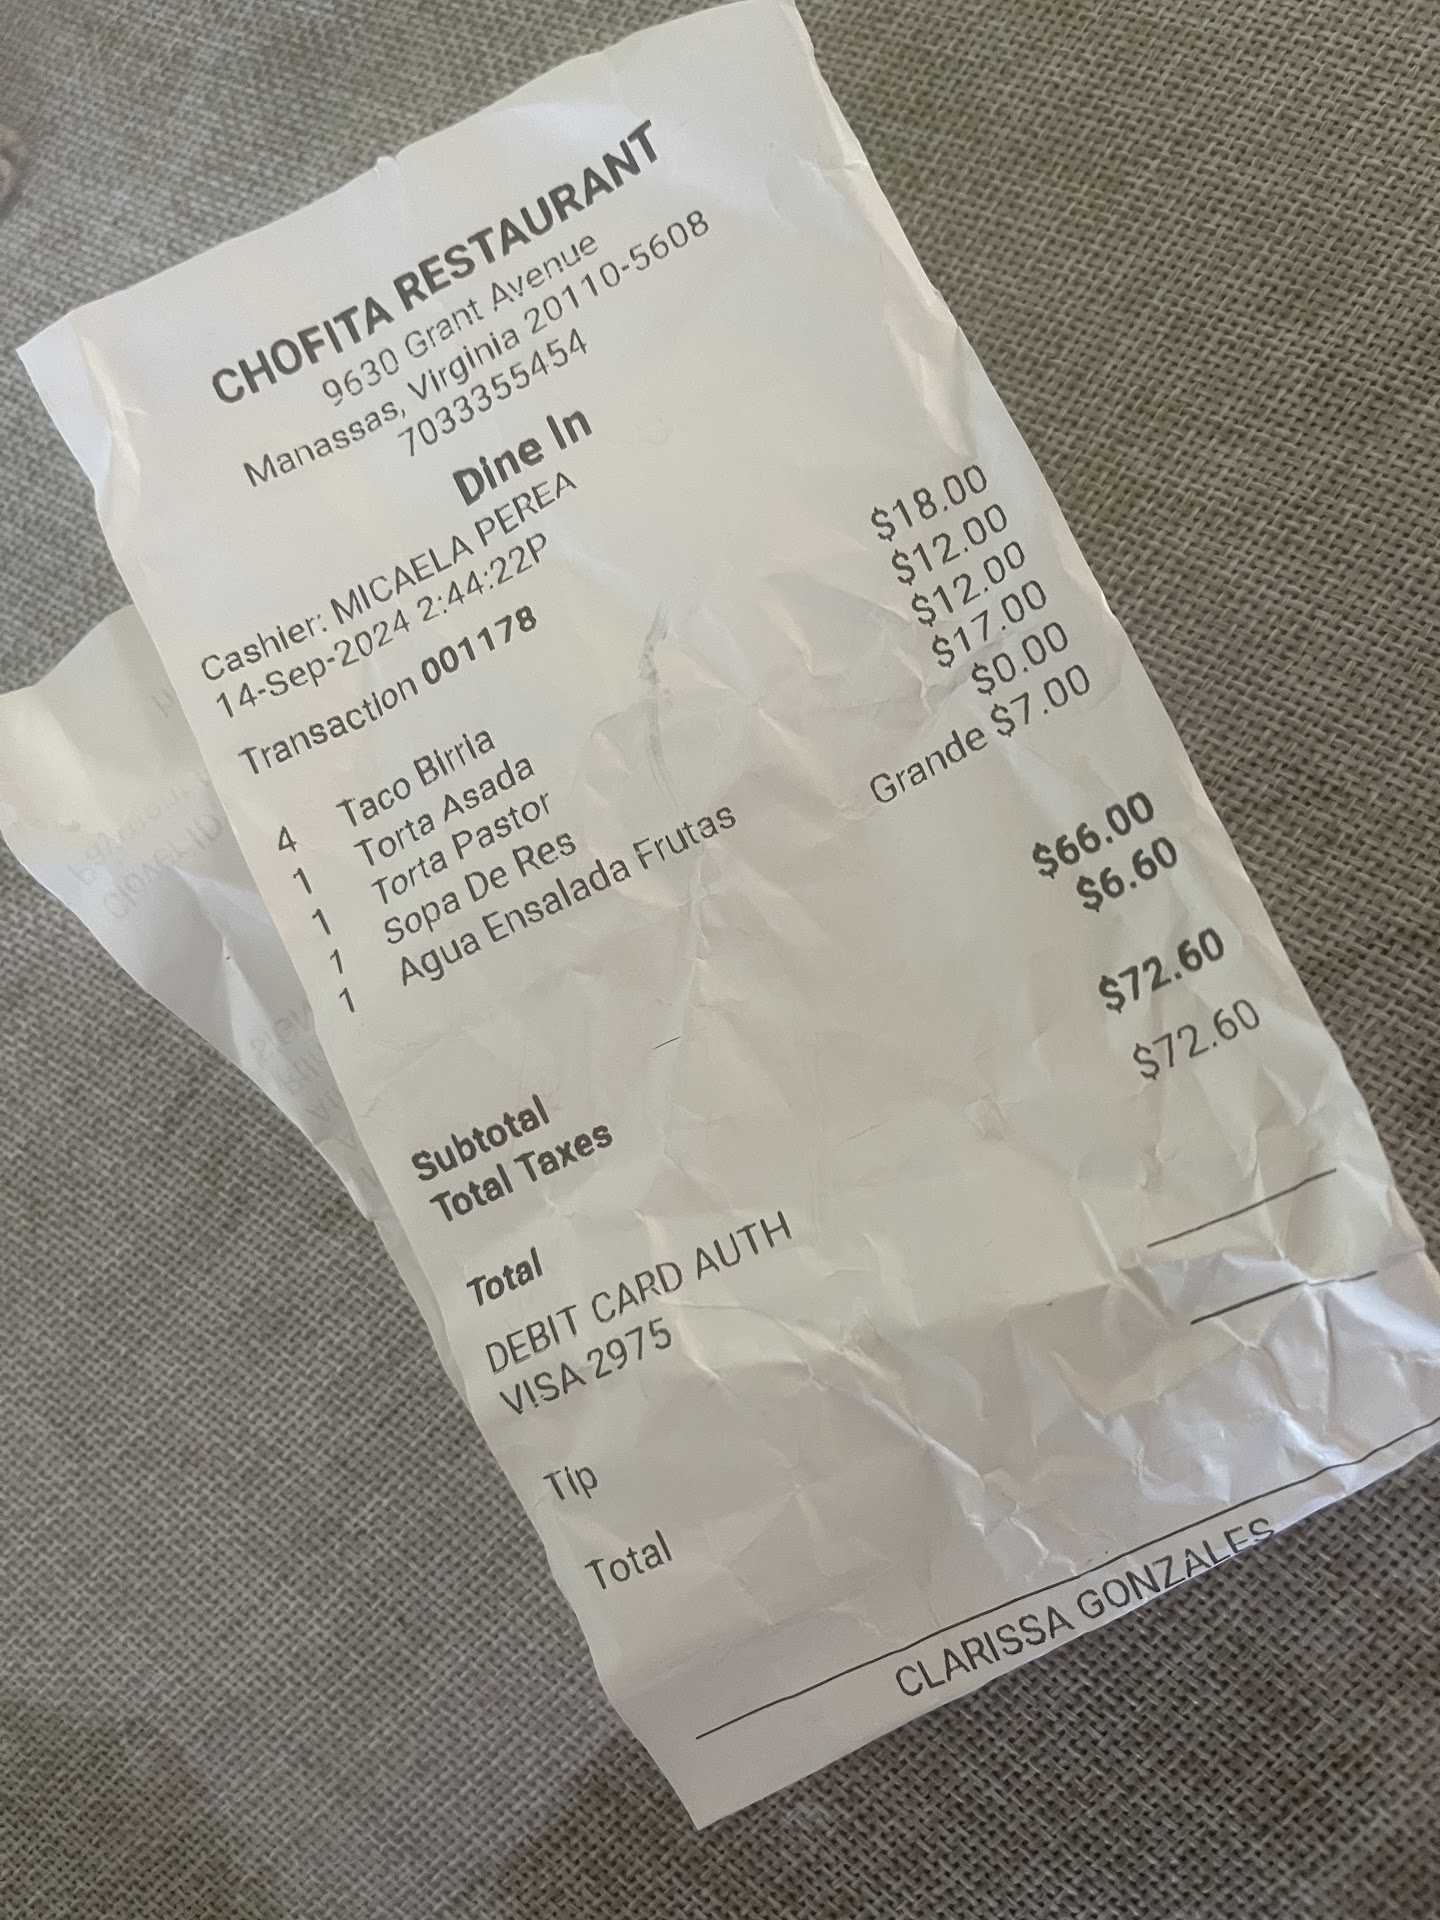 CHOFITA RESTAURANT
9630 Grant Avenue
Manassas, Virginia 20110-5608
7033355454
Dine In
Cashier: MICAELA PEREA
14-Sep-2024 2:44:22P
Transaction 001178
4 Taco Birria $18.00
1 Torta Asada $12.00
1 Torta Pastor $12.00
1 Sopa De Res $17.00
1 Agua Ensalada Frutas $0.00
Grande $7.00
Subtotal $66.00
Total Taxes $6.60
Total $72.60
DEBIT CARD AUTH $72.60
VISA 2975
Tip
Total
CLARISSA GONZALES